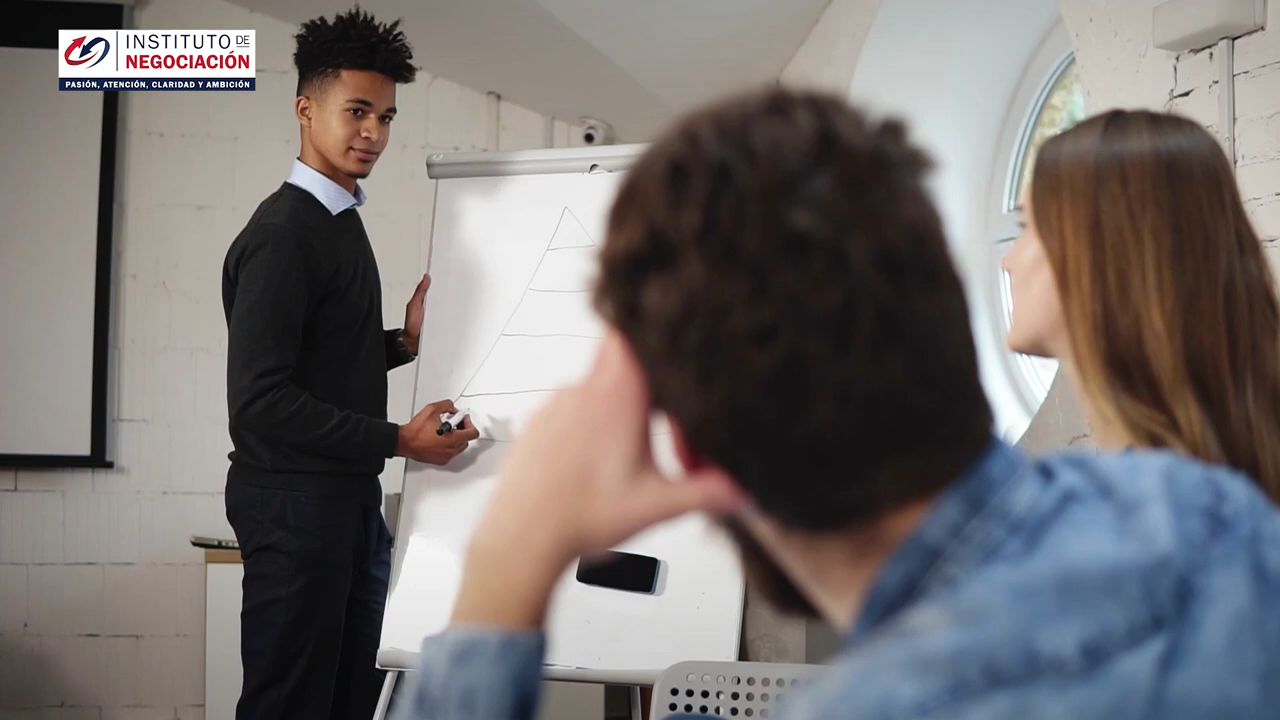 INSTITUTO DE
NEGOCIACIÓN
PASIÓN, ATENCIÓN, CLARIDAD Y AMBICIÓN